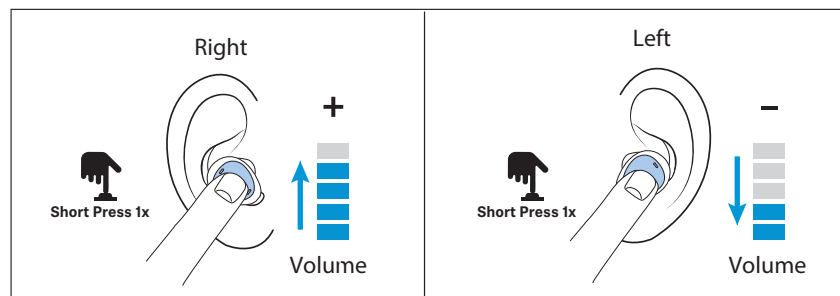 Right
+
Short Press 1x
Volume
Left
–
Short Press 1x
Volume